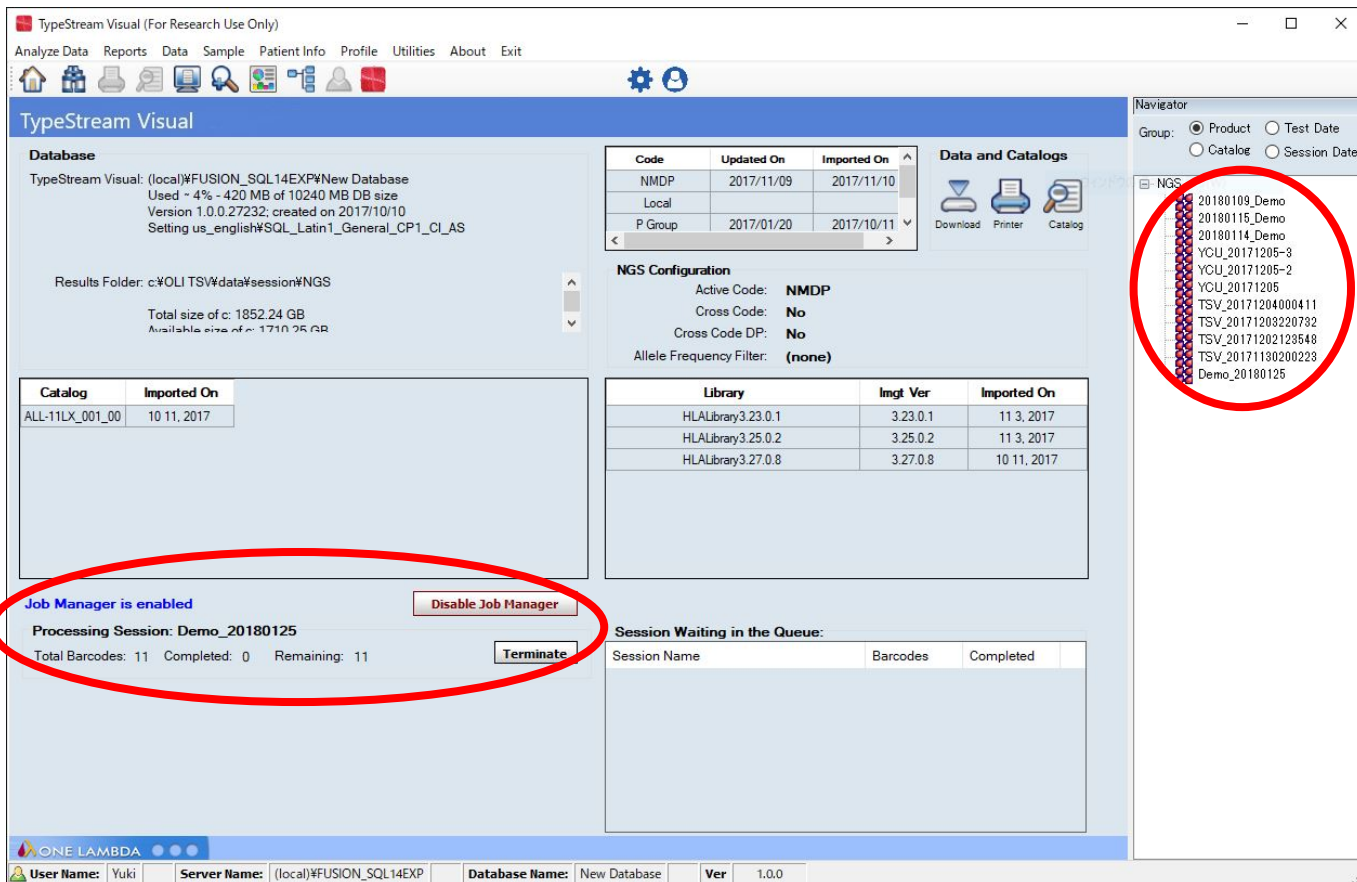 TypeStream Visual (For Research Use Only)
Analyze Data Reports Data Sample Patient Info Profile Utilities About Exit
TypeStream Visual
Database
TypeStream Visual: (local)¥FUSION_SQL14EXP¥New Database
Used ~ 4% - 420 MB of 10240 MB DB size
Version 1.0.0.27232; created on 2017/10/10
Setting us_english¥SQL_Latin1_General_CP1_CI_AS
Results Folder: c:¥OLI TSV¥data¥session¥NGS
Total size of c: 1852.24 GB
Available size of c: 1710.25 GB
Code Updated On Imported On
NMDP 2017/11/09 2017/11/10
Local
P Group 2017/01/20 2017/10/11
Data and Catalogs
Download Printer Catalog
NGS Configuration
Active Code: NMDP
Cross Code: No
Cross Code DP: No
Allele Frequency Filter: (none)
Catalog Imported On
ALL-11LX_001_00 10 11, 2017
Library Imgt Ver Imported On
HLALibrary3.23.0.1 3.23.0.1 11 3, 2017
HLALibrary3.25.0.2 3.25.0.2 11 3, 2017
HLALibrary3.27.0.8 3.27.0.8 10 11, 2017
Job Manager is enabled Disable Job Manager
Processing Session: Demo_20180125
Total Barcodes: 11 Completed: 0 Remaining: 11 Terminate
Session Waiting in the Queue:
Session Name Barcodes Completed
Navigator
Group: Product Test Date
Catalog Session Date
NGS
20180109_Demo
20180115_Demo
20180114_Demo
YCU_20171205-3
YCU_20171205-2
YCU_20171205
TSV_20171204000411
TSV_20171203220732
TSV_20171202123548
TSV_20171130200223
Demo_20180125
ONE LAMBDA
User Name: Yuki Server Name: (local)¥FUSION_SQL14EXP Database Name: New Database Ver 1.0.0